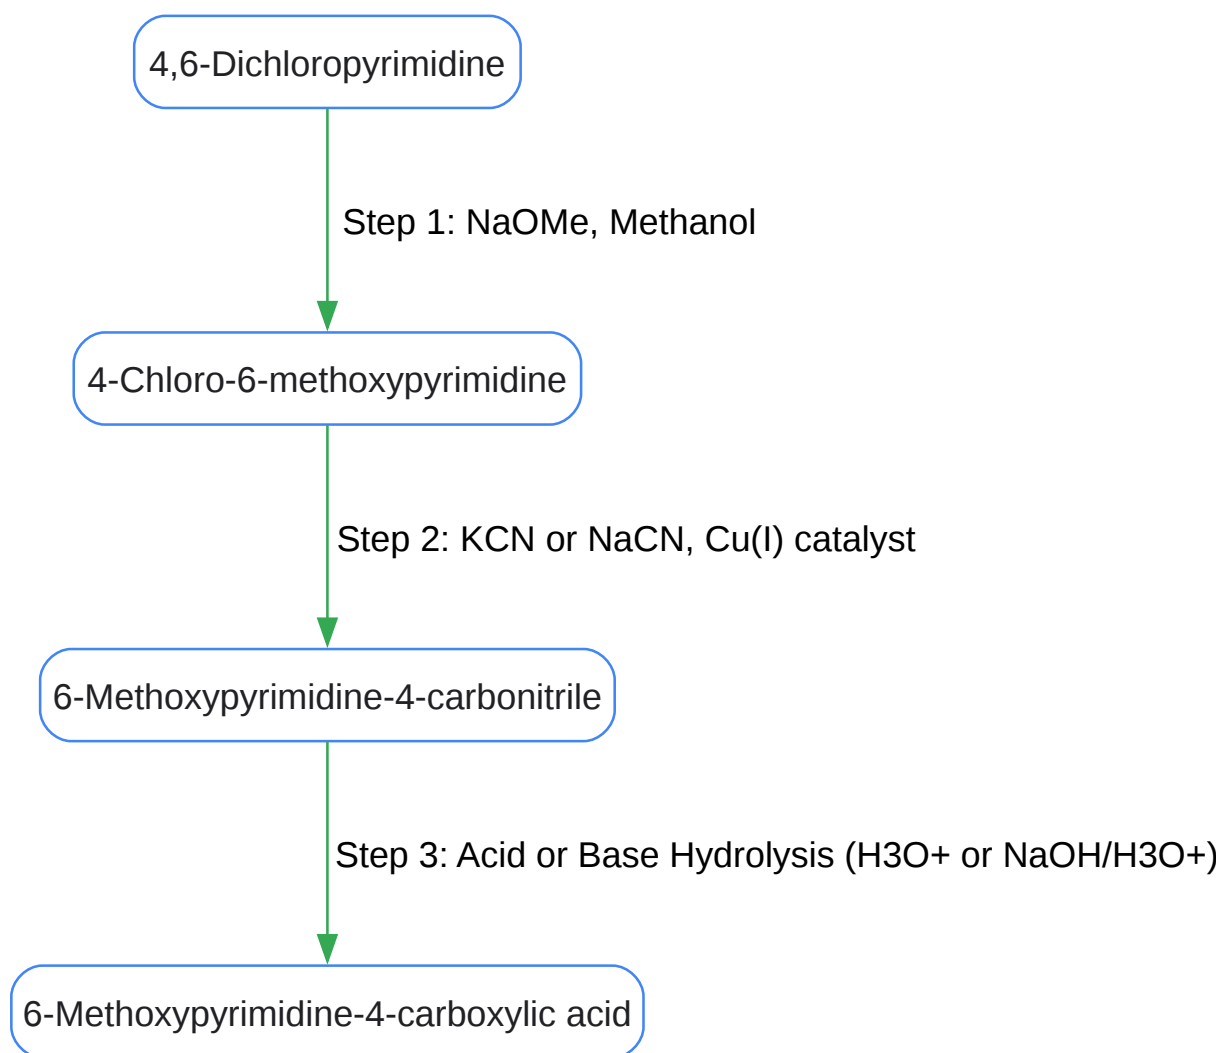 4,6-Dichloropyrimidine
Step 1: NaOMe, Methanol
4-Chloro-6-methoxypyrimidine
Step 2: KCN or NaCN, Cu(I) catalyst
6-Methoxypyrimidine-4-carbonitrile
Step 3: Acid or Base Hydrolysis (H3O+ or NaOH/H3O+)
6-Methoxypyrimidine-4-carboxylic acid